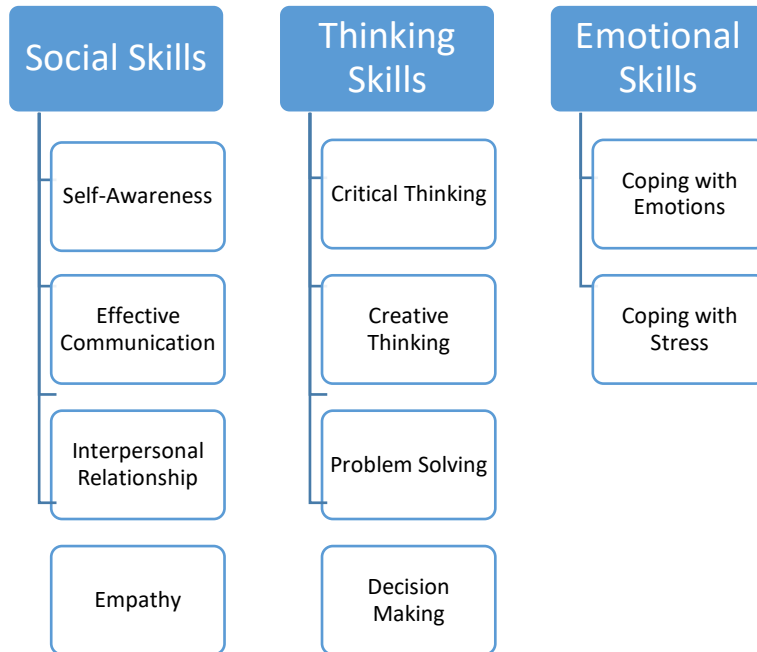 Social Skills
Self-Awareness
Effective
Communication
Interpersonal
Relationship
Empathy
Thinking
Skills
Critical Thinking
Creative
Thinking
Problem Solving
Decision
Making
Emotional
Skills
Coping with
Emotions
Coping with
Stress